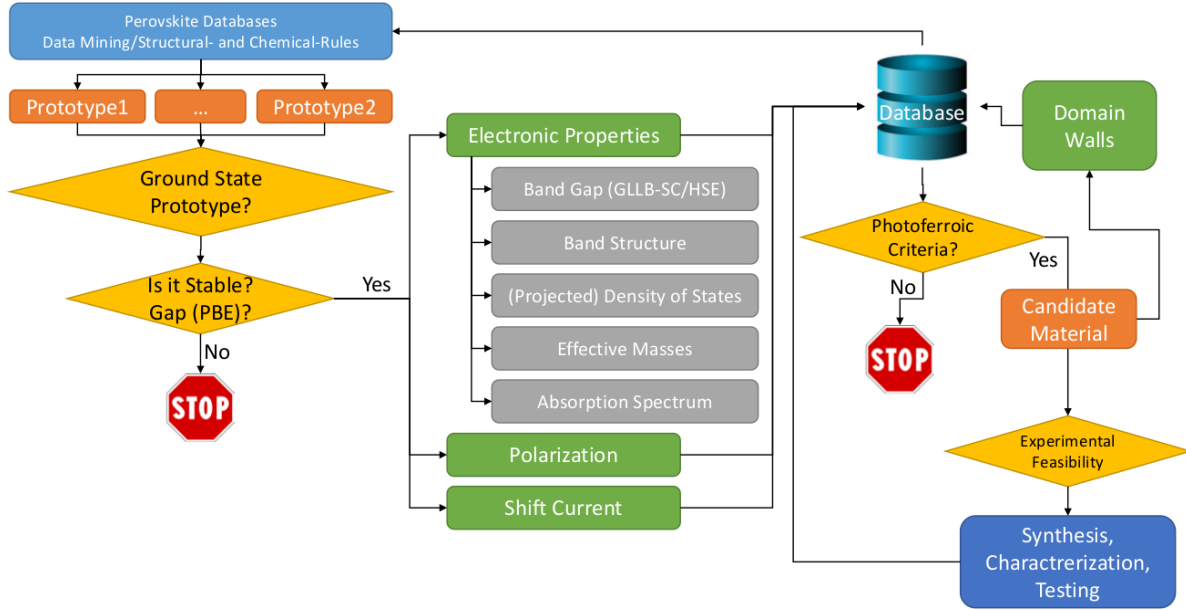 Perovskite Databases
Data Mining/Structural- and Chemical-Rules
Prototype1
...
Prototype2
Ground State
Prototype?
Is it Stable?
Gap (PBE)?
Yes
No
STOP
Electronic Properties
Band Gap (GLLB-SC/HSE)
Band Structure
(Projected) Density of States
Effective Masses
Absorption Spectrum
Polarization
Shift Current
Database
Domain
Walls
Photoferroic
Criteria?
Yes
No
STOP
Candidate
Material
Experimental
Feasibility
Synthesis,
Charactrerization,
Testing